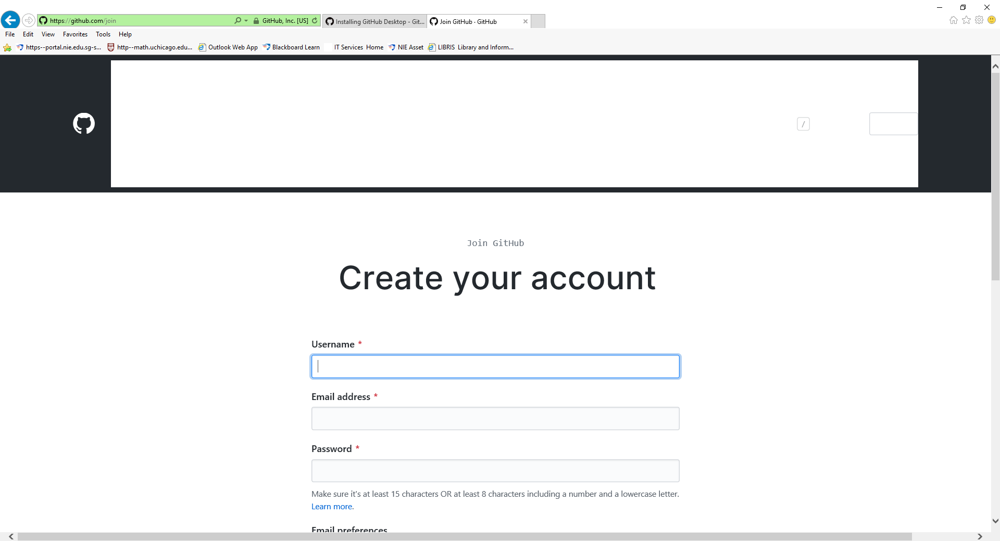 https://github.com/join GitHub, Inc. [US] Installing GitHub Desktop - Git... Join GitHub · GitHub
File Edit View Favorites Tools Help
https--portal.nie.edu.sg-s... http--math.uchicago.edu... Outlook Web App Blackboard Learn IT Services Home NIE Asset LIBRIS Library and Inform...
/
Join GitHub
Create your account
Username *
Email address *
Password *
Make sure it's at least 15 characters OR at least 8 characters including a number and a lowercase letter.
Learn more.
Email preferences